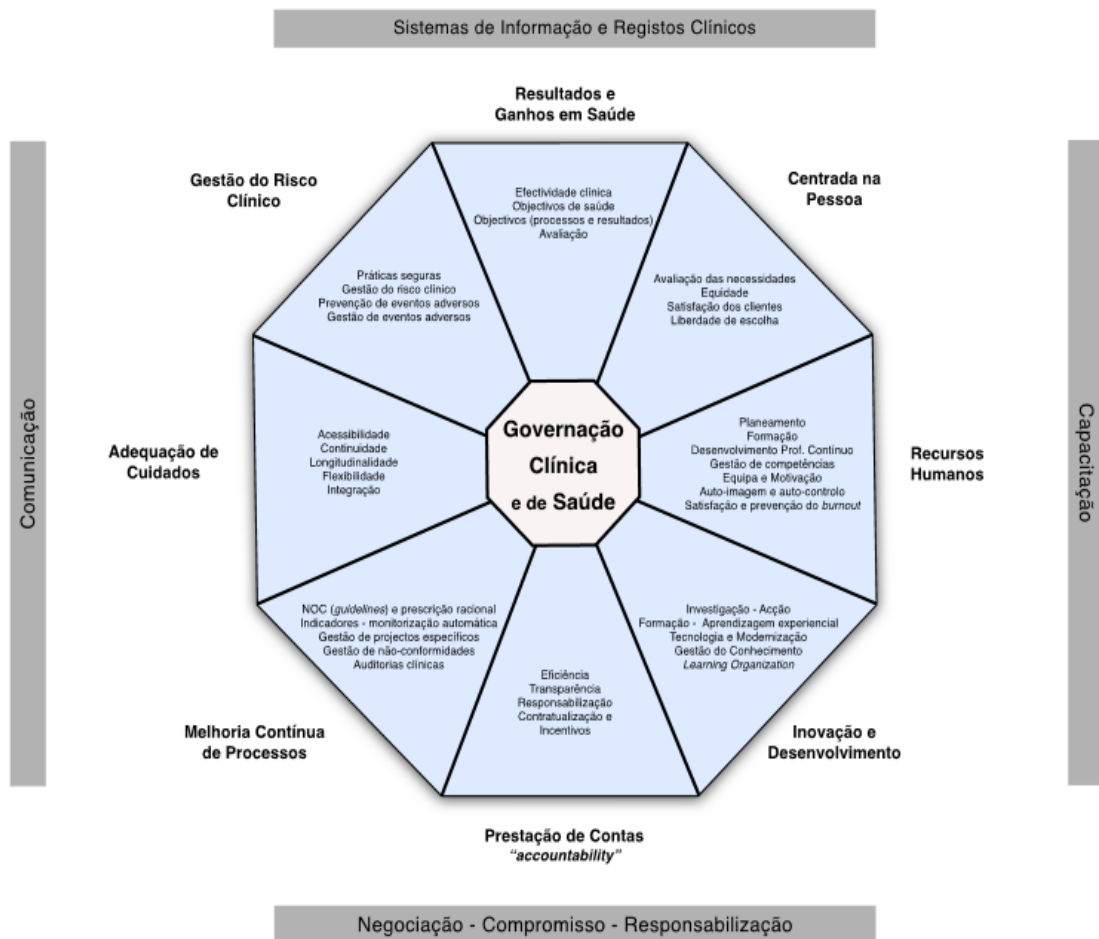 Sistemas de Informação e Registos Clínicos
Resultados e
Ganhos em Saúde
Efectividade clínica
Objectivos de saúde
Objectivos (processos e resultados)
Avaliação
Centrada na
Pessoa
Avaliação das necessidades
Equidade
Satisfação dos clientes
Liberdade de escolha
Recursos
Humanos
Planeamento
Formação
Desenvolvimento Prof. Contínuo
Gestão de competências
Equipa e Motivação
Auto-imagem e auto-controlo
Satisfação e prevenção do burnout
Inovação e
Desenvolvimento
Investigação - Acção
Formação - Aprendizagem experiencial
Tecnologia e Modernização
Gestão do Conhecimento
Learning Organization
Prestação de Contas
“accountability”
Eficiência
Transparência
Responsabilização
Contratualização e
Incentivos
Melhoria Contínua
de Processos
NOC (guidelines) e prescrição racional
Indicadores - monitorização automática
Gestão de projectos específicos
Gestão de não-conformidades
Auditorias clínicas
Adequação de
Cuidados
Acessibilidade
Continuidade
Longitudinalidade
Flexibilidade
Integração
Gestão do Risco
Clínico
Práticas seguras
Gestão do risco clínico
Prevenção de eventos adversos
Gestão de eventos adversos
Governação
Clínica
e de Saúde
Comunicação
Capacitação
Negociação - Compromisso - Responsabilização